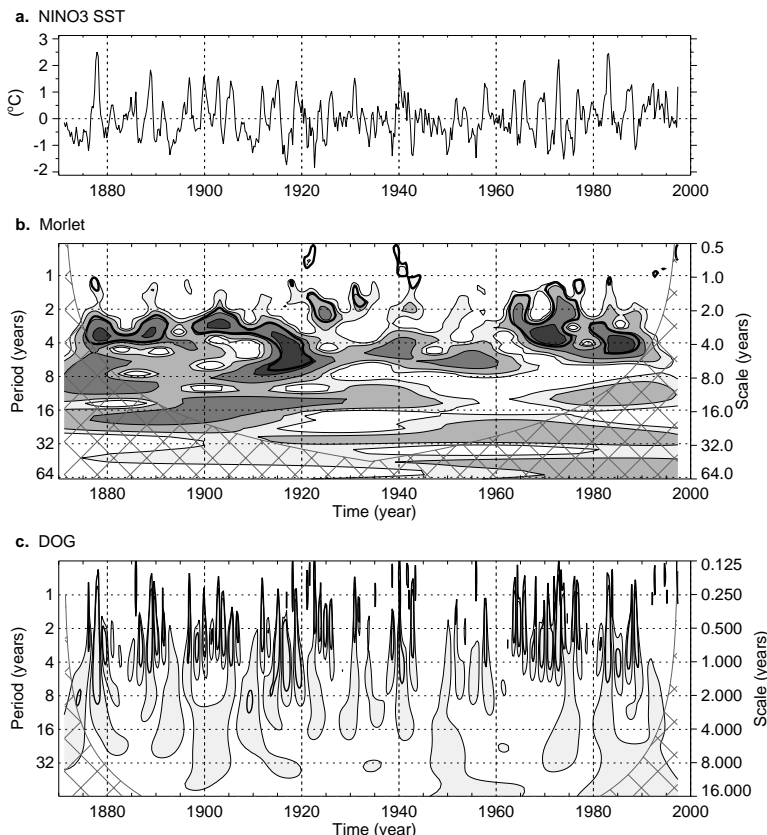 a. NINO3 SST
3
2
1
0
-1
-2
(°C)
1880 1900 1920 1940 1960 1980 2000
b. Morlet
1
2
4
8
16
32
64
Period (years)
0.5
1.0
2.0
4.0
8.0
16.0
32.0
64.0
Scale (years)
1880 1900 1920 1940 1960 1980 2000
Time (year)
c. DOG
1
2
4
8
16
32
Period (years)
0.125
0.250
0.500
1.000
2.000
4.000
8.000
16.000
Scale (years)
1880 1900 1920 1940 1960 1980 2000
Time (year)